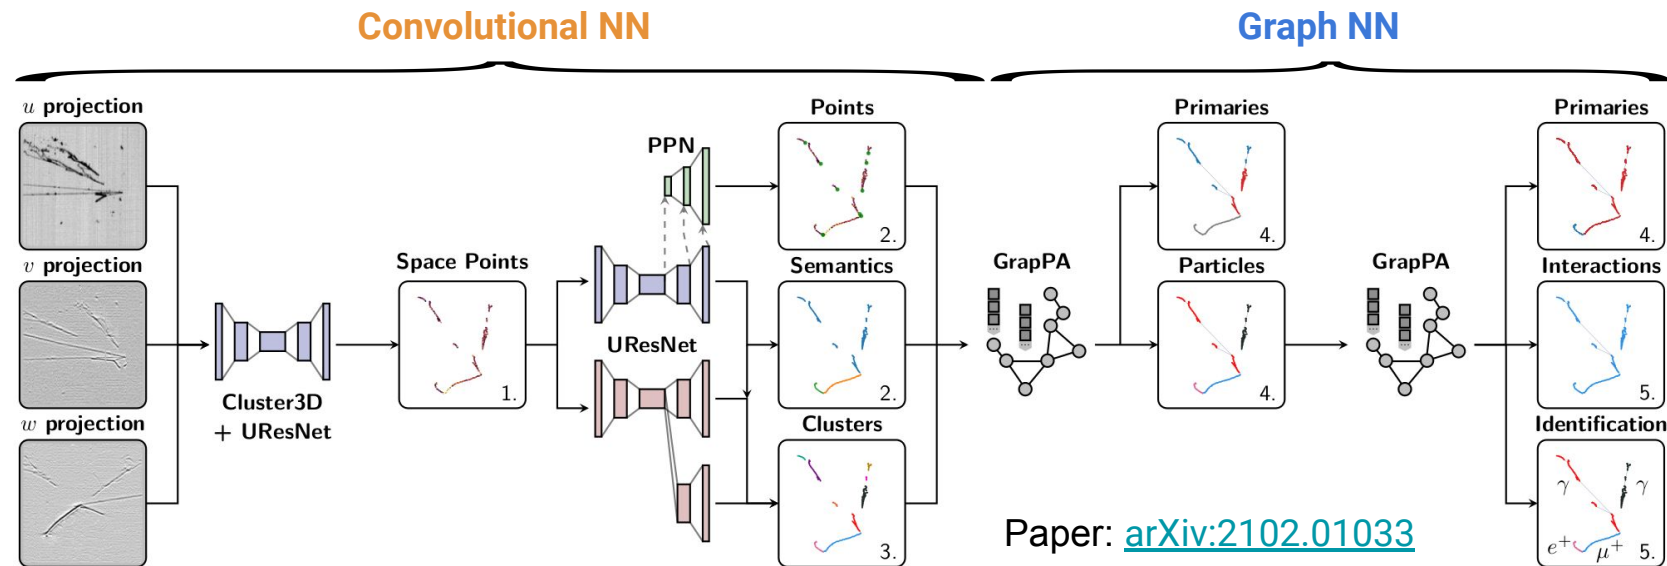 Convolutional NN
Graph NN
u projection
v projection
w projection
Cluster3D
+ UResNet
Space Points
1.
PPN
UResNet
Points
2.
Semantics
2.
Clusters
3.
GrapPA
Primaries
4.
Particles
4.
GrapPA
Primaries
4.
Interactions
5.
Identification
γ γ
e⁺ μ⁺ 5.
Paper: arXiv:2102.01033